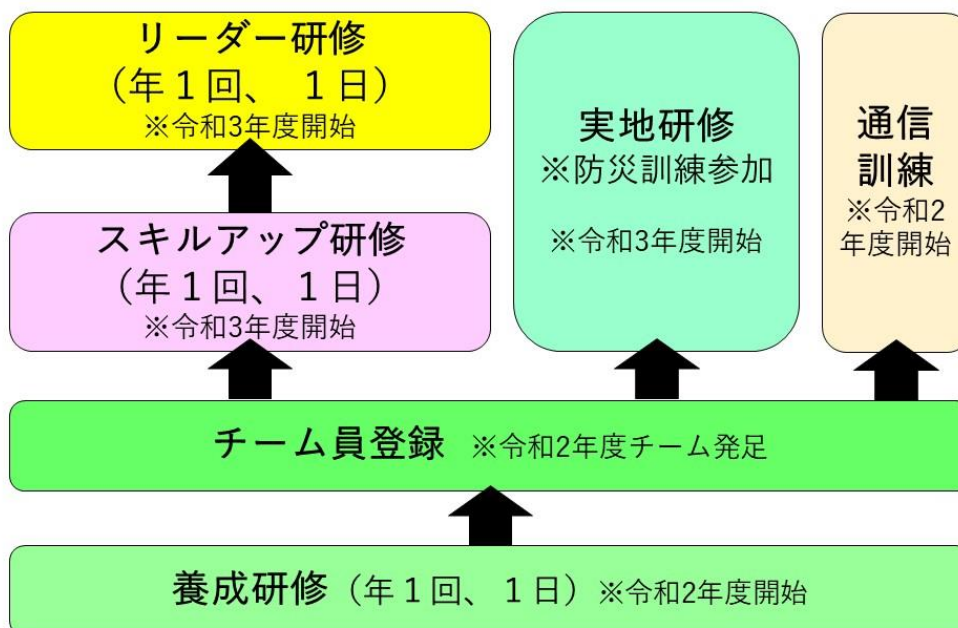 リーダー研修
（年１回、 １日）
※令和3年度開始
スキルアップ研修
（年１回、 １日）
※令和3年度開始
実地研修
※防災訓練参加
※令和3年度開始
通信
訓練
※令和2
年度開始
チーム員登録 ※令和2年度チーム発足
養成研修（年１回、１日）※令和2年度開始